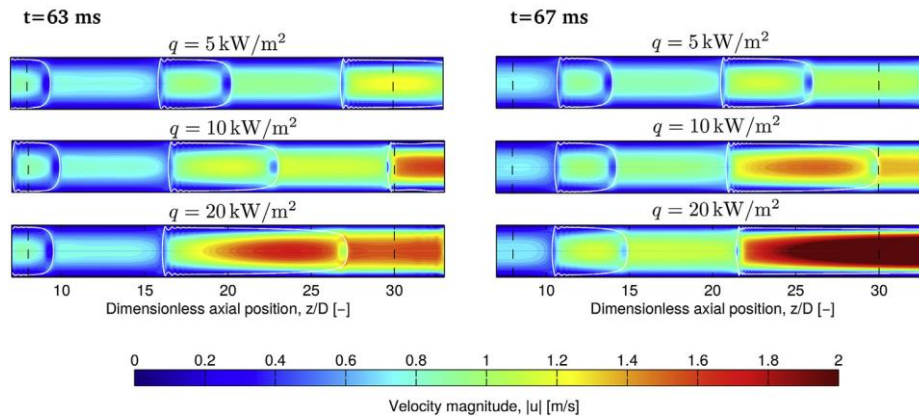 t=63 ms
q = 5 kW/m²
q = 10 kW/m²
q = 20 kW/m²
10 15 20 25 30
Dimensionless axial position, z/D [-]
t=67 ms
q = 5 kW/m²
q = 10 kW/m²
q = 20 kW/m²
10 15 20 25 30
Dimensionless axial position, z/D [-]
0 0.2 0.4 0.6 0.8 1 1.2 1.4 1.6 1.8 2
Velocity magnitude, |u| [m/s]